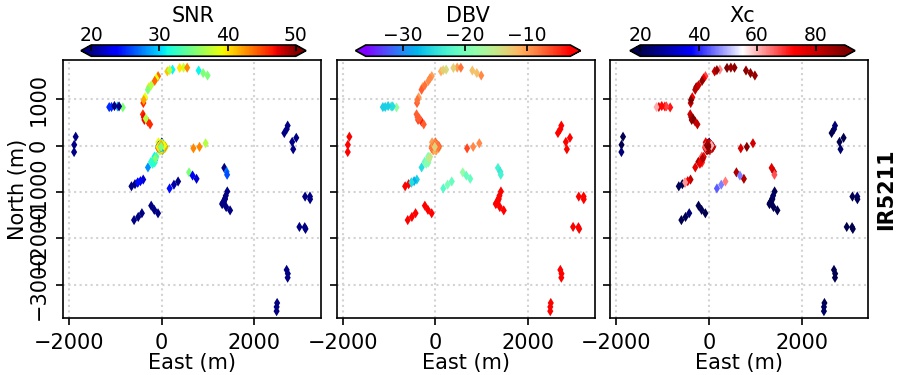 SNR DBV Xc
20 30 40 50 −30 −20 −10 20 40 60 80
North (m)
1000
0
−1000
−2000
−3000
−2000 0 2000 −2000 0 2000 −2000 0 2000
East (m) East (m) East (m)
IR5211